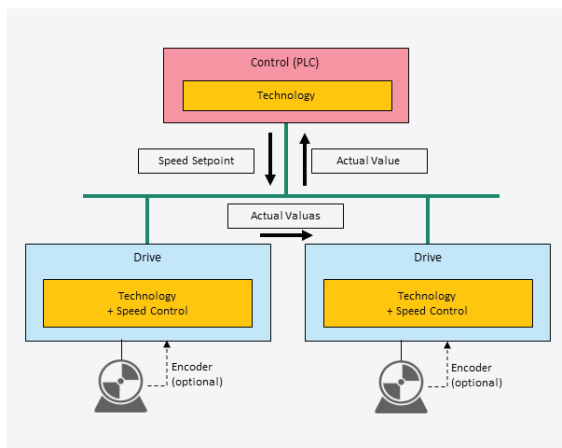 Control (PLC)
Technology
Speed Setpoint
Actual Value
Actual Valuas
Drive
Technology
+ Speed Control
Encoder
(optional)
Drive
Technology
+ Speed Control
Encoder
(optional)